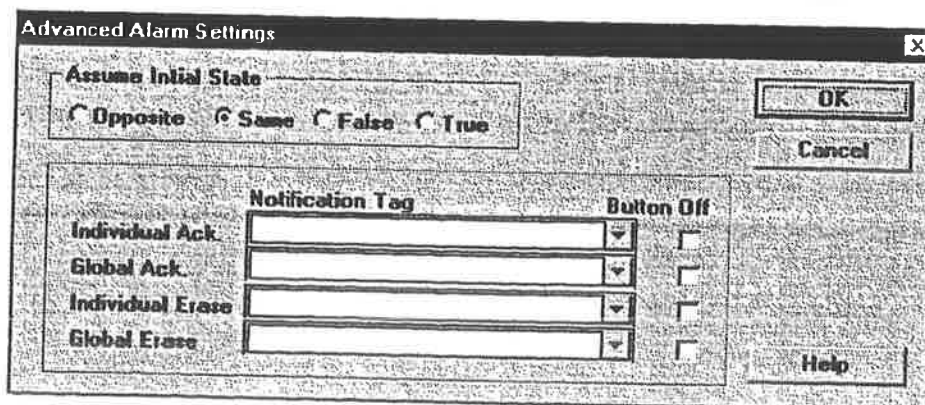 Advanced Alarm Settings
Assume Intial State
Opposite Same False True
OK
Cancel
Notification Tag Button Off
Individual Ack.
Global Ack.
Individual Erase
Global Erase
Help